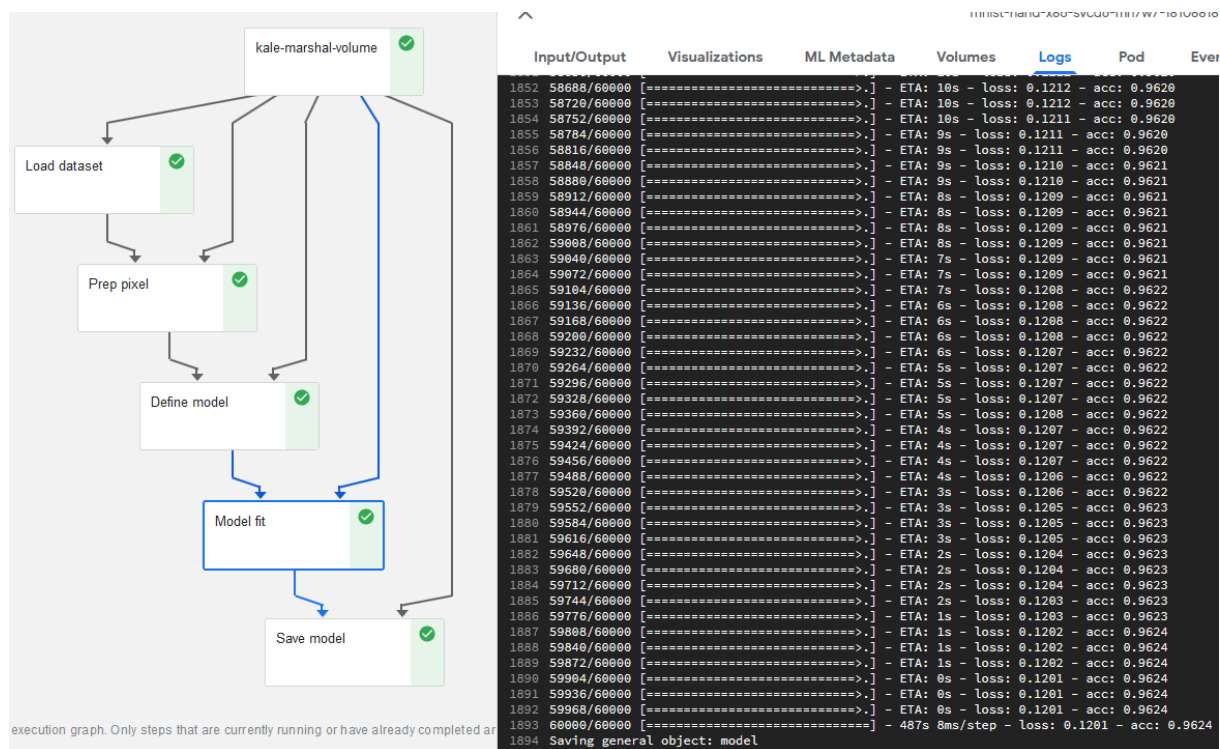 kale-marshal-volume
Load dataset
Prep pixel
Define model
Model fit
Save model
execution graph. Only steps that are currently running or have already completed ar
Input/Output Visualizations ML Metadata Volumes Logs Pod Ever
1852 58688/60000 [==============================>.] - ETA: 10s - loss: 0.1212 - acc: 0.9620
1853 58720/60000 [==============================>.] - ETA: 10s - loss: 0.1212 - acc: 0.9620
1854 58752/60000 [==============================>.] - ETA: 10s - loss: 0.1211 - acc: 0.9620
1855 58784/60000 [==============================>.] - ETA: 9s - loss: 0.1211 - acc: 0.9620
1856 58816/60000 [==============================>.] - ETA: 9s - loss: 0.1211 - acc: 0.9620
1857 58848/60000 [==============================>.] - ETA: 9s - loss: 0.1210 - acc: 0.9621
1858 58880/60000 [==============================>.] - ETA: 9s - loss: 0.1210 - acc: 0.9621
1859 58912/60000 [==============================>.] - ETA: 8s - loss: 0.1209 - acc: 0.9621
1860 58944/60000 [==============================>.] - ETA: 8s - loss: 0.1209 - acc: 0.9621
1861 58976/60000 [==============================>.] - ETA: 8s - loss: 0.1209 - acc: 0.9621
1862 59008/60000 [==============================>.] - ETA: 8s - loss: 0.1209 - acc: 0.9621
1863 59040/60000 [==============================>.] - ETA: 7s - loss: 0.1209 - acc: 0.9621
1864 59072/60000 [==============================>.] - ETA: 7s - loss: 0.1209 - acc: 0.9621
1865 59104/60000 [==============================>.] - ETA: 7s - loss: 0.1208 - acc: 0.9622
1866 59136/60000 [==============================>.] - ETA: 6s - loss: 0.1208 - acc: 0.9622
1867 59168/60000 [==============================>.] - ETA: 6s - loss: 0.1208 - acc: 0.9622
1868 59200/60000 [==============================>.] - ETA: 6s - loss: 0.1208 - acc: 0.9622
1869 59232/60000 [==============================>.] - ETA: 6s - loss: 0.1207 - acc: 0.9622
1870 59264/60000 [==============================>.] - ETA: 5s - loss: 0.1207 - acc: 0.9622
1871 59296/60000 [==============================>.] - ETA: 5s - loss: 0.1207 - acc: 0.9622
1872 59328/60000 [==============================>.] - ETA: 5s - loss: 0.1207 - acc: 0.9622
1873 59360/60000 [==============================>.] - ETA: 5s - loss: 0.1208 - acc: 0.9622
1874 59392/60000 [==============================>.] - ETA: 4s - loss: 0.1207 - acc: 0.9622
1875 59424/60000 [==============================>.] - ETA: 4s - loss: 0.1207 - acc: 0.9622
1876 59456/60000 [==============================>.] - ETA: 4s - loss: 0.1207 - acc: 0.9622
1877 59488/60000 [==============================>.] - ETA: 4s - loss: 0.1206 - acc: 0.9622
1878 59520/60000 [==============================>.] - ETA: 3s - loss: 0.1206 - acc: 0.9622
1879 59552/60000 [==============================>.] - ETA: 3s - loss: 0.1205 - acc: 0.9623
1880 59584/60000 [==============================>.] - ETA: 3s - loss: 0.1205 - acc: 0.9623
1881 59616/60000 [==============================>.] - ETA: 3s - loss: 0.1205 - acc: 0.9623
1882 59648/60000 [==============================>.] - ETA: 2s - loss: 0.1204 - acc: 0.9623
1883 59680/60000 [==============================>.] - ETA: 2s - loss: 0.1204 - acc: 0.9623
1884 59712/60000 [==============================>.] - ETA: 2s - loss: 0.1204 - acc: 0.9623
1885 59744/60000 [==============================>.] - ETA: 2s - loss: 0.1203 - acc: 0.9623
1886 59776/60000 [==============================>.] - ETA: 1s - loss: 0.1203 - acc: 0.9623
1887 59808/60000 [==============================>.] - ETA: 1s - loss: 0.1202 - acc: 0.9624
1888 59840/60000 [==============================>.] - ETA: 1s - loss: 0.1202 - acc: 0.9624
1889 59872/60000 [==============================>.] - ETA: 1s - loss: 0.1202 - acc: 0.9624
1890 59904/60000 [==============================>.] - ETA: 0s - loss: 0.1201 - acc: 0.9624
1891 59936/60000 [==============================>.] - ETA: 0s - loss: 0.1201 - acc: 0.9624
1892 59968/60000 [==============================>.] - ETA: 0s - loss: 0.1201 - acc: 0.9624
1893 60000/60000 [================================] - 487s 8ms/step - loss: 0.1201 - acc: 0.9624
1894 Saving general object: model